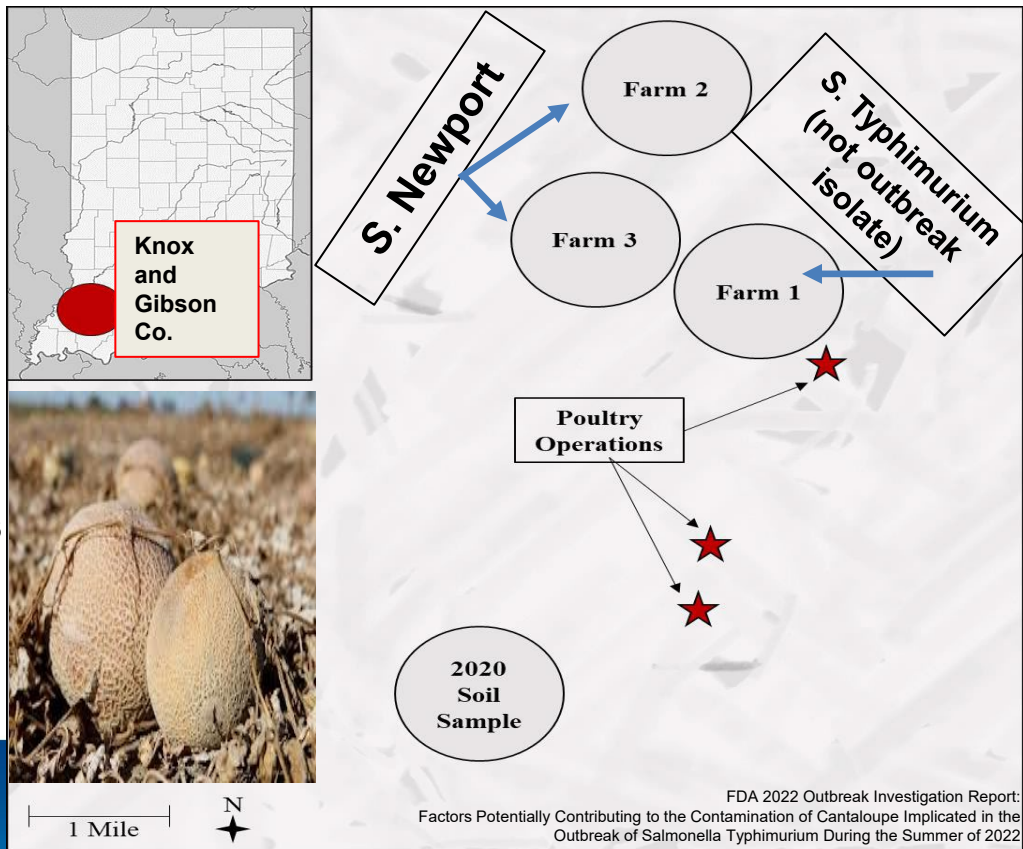 Knox
and
Gibson
Co.
S. Newport
Farm 2
S. Typhimurium
(not outbreak
isolate)
Farm 3
Farm 1
Poultry
Operations
2020
Soil
Sample
1 Mile
N
FDA 2022 Outbreak Investigation Report:
Factors Potentially Contributing to the Contamination of Cantaloupe Implicated in the
Outbreak of Salmonella Typhimurium During the Summer of 2022